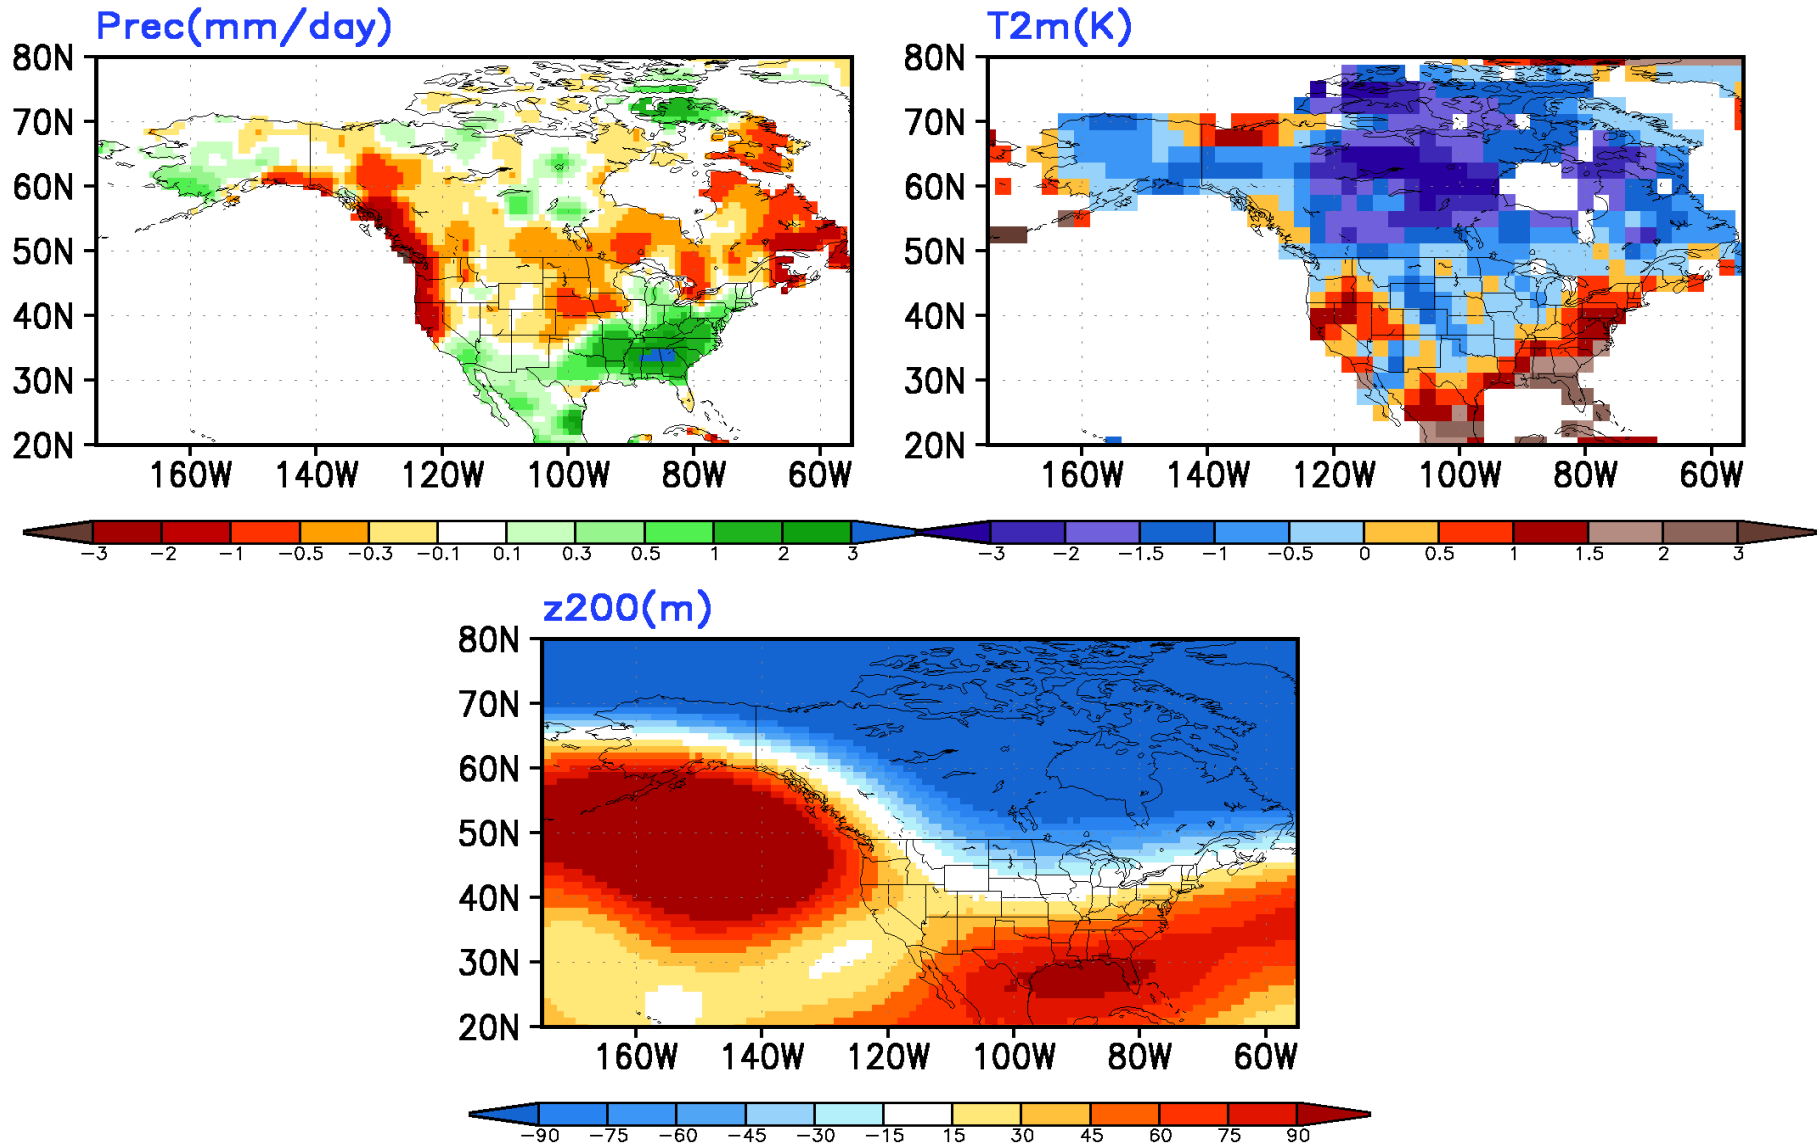 Prec(mm/day)
80N
70N
60N
50N
40N
30N
20N
160W 140W 120W 100W 80W 60W
−3 −2 −1 −0.5 −0.3 −0.1 0.1 0.3 0.5 1 2 3
T2m(K)
80N
70N
60N
50N
40N
30N
20N
160W 140W 120W 100W 80W 60W
−3 −2 −1.5 −1 −0.5 0 0.5 1 1.5 2 3
z200(m)
80N
70N
60N
50N
40N
30N
20N
160W 140W 120W 100W 80W 60W
−90 −75 −60 −45 −30 −15 15 30 45 60 75 90